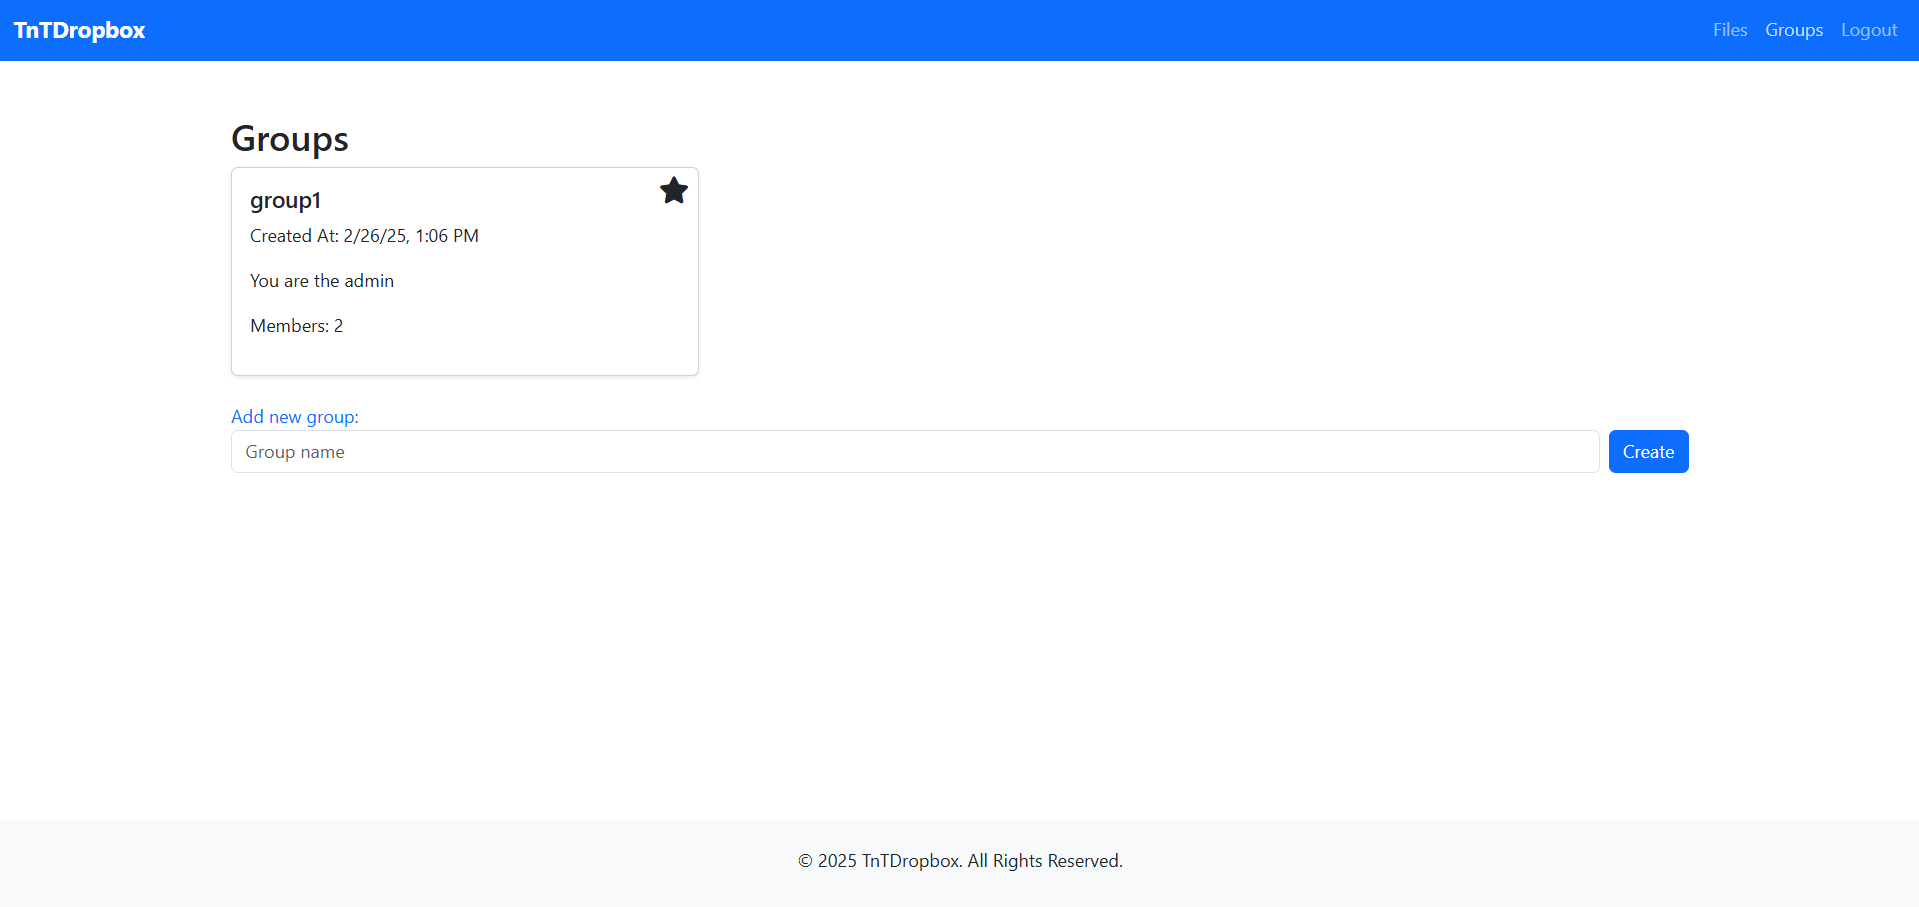 TnTDropbox
Files Groups Logout
Groups
group1
Created At: 2/26/25, 1:06 PM
You are the admin
Members: 2
Add new group:
Group name
Create
© 2025 TnTDropbox. All Rights Reserved.